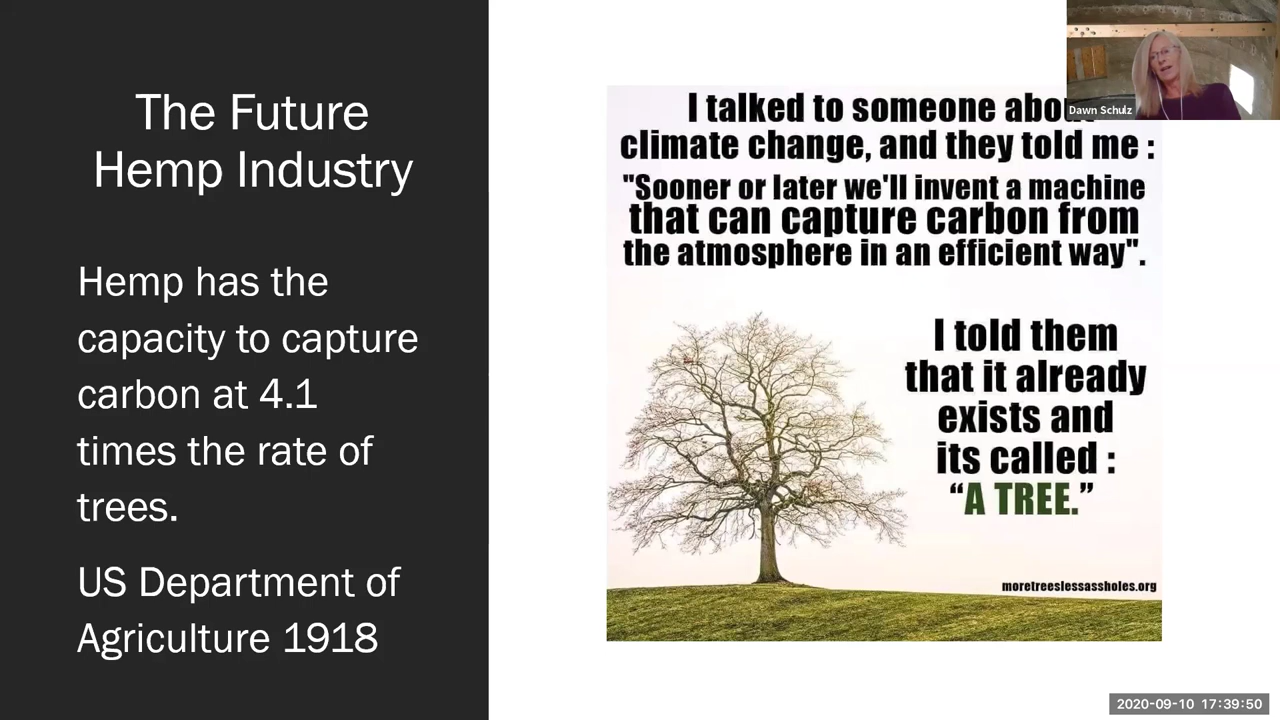 The Future
Hemp Industry
Hemp has the
capacity to capture
carbon at 4.1
times the rate of
trees.
US Department of
Agriculture 1918
I talked to someone
climate change, and they told me :
"Sooner or later we'll invent a machine
that can capture carbon from
the atmosphere in an efficient way".
I told them
that it already
exists and
its called :
“A TREE.”
moretreeslessassholes.org
Dawn Schulz
2020-09-10 17:39:50